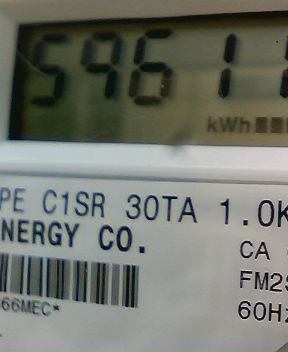 59611
kWh
PE C1SR 30TA 1.0K
NERGY CO.
CA
FM2S
60Hz
66MEC*